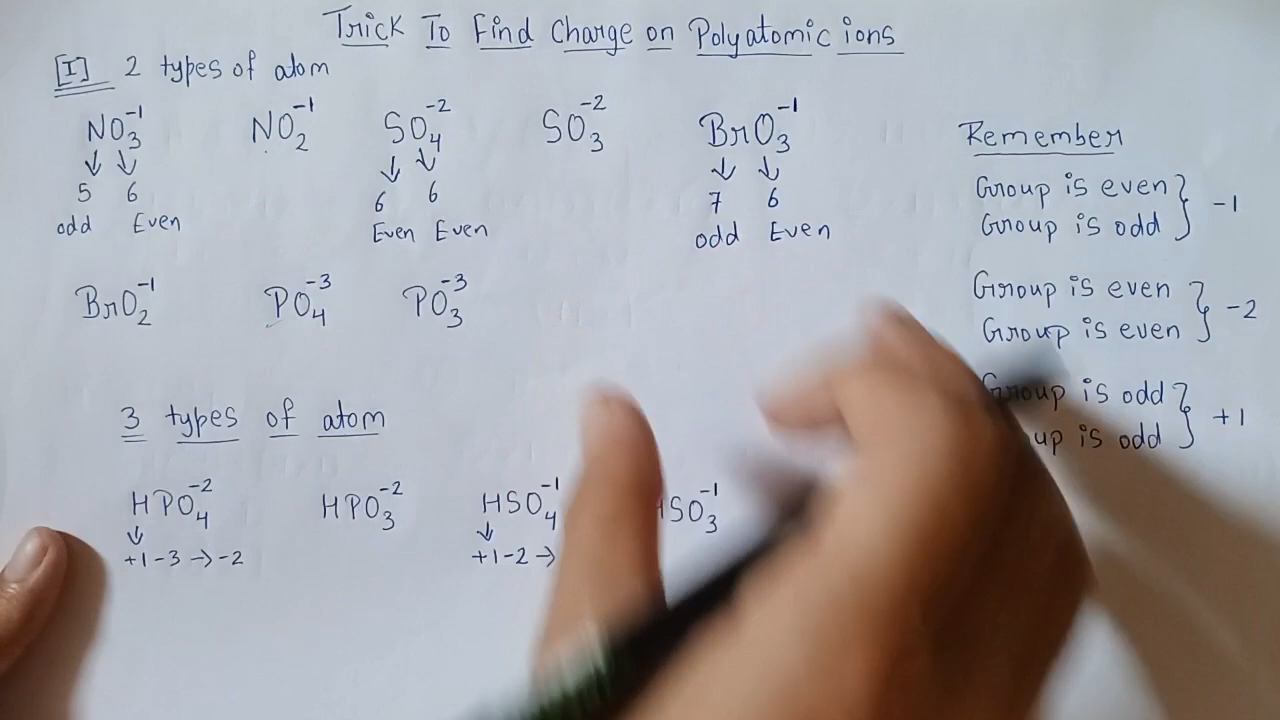 Trick To Find Charge on Polyatomic ions
[I] 2 types of atom
NO₃⁻¹ NO₂⁻¹ SO₄⁻² SO₃⁻² BrO₃⁻¹
↓ ↓ ↓ ↓ ↓ ↓
5 6 6 6 7 6
odd Even Even Even odd Even
BrO₂⁻¹ PO₄⁻³ PO₃⁻³
3 types of atom
HPO₄⁻² HPO₃⁻² HSO₄⁻¹ SO₃⁻¹
↓ ↓
+1-3→-2 +1-2→
Remember
Group is even
Group is odd } -1
Group is even
Group is even } -2
Group is odd
up is odd } +1